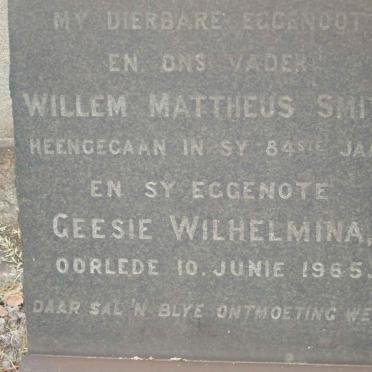 MY DIERBARE EGGENOOT
EN ONS VADER
WILLEM MATTHEUS SMI
HEENGEGAAN IN SY 84STE JAA
EN SY EGGENOTE
GEESIE WILHELMINA,
OORLEDE 10. JUNIE 1965.
DAAR SAL 'N BLYE ONTMOETING WE